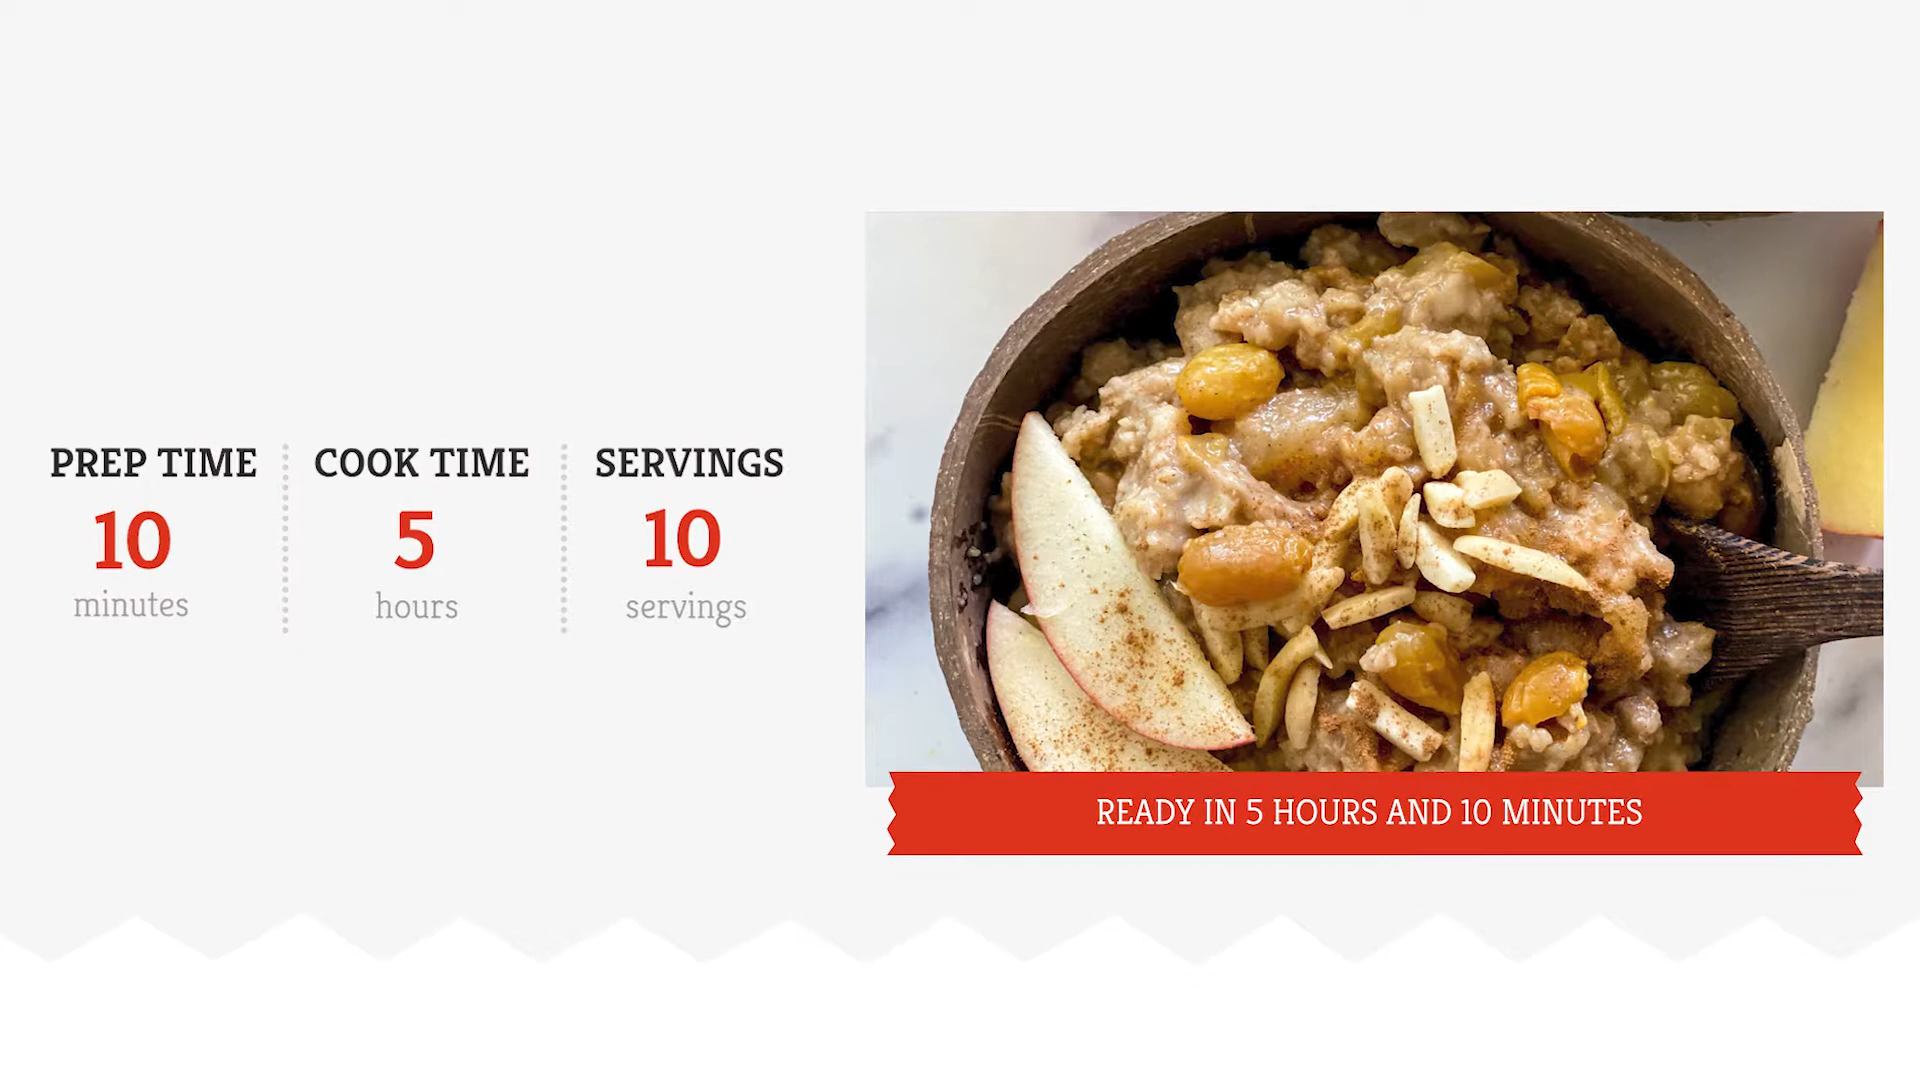 PREP TIME
10
minutes
COOK TIME
5
hours
SERVINGS
10
servings
READY IN 5 HOURS AND 10 MINUTES